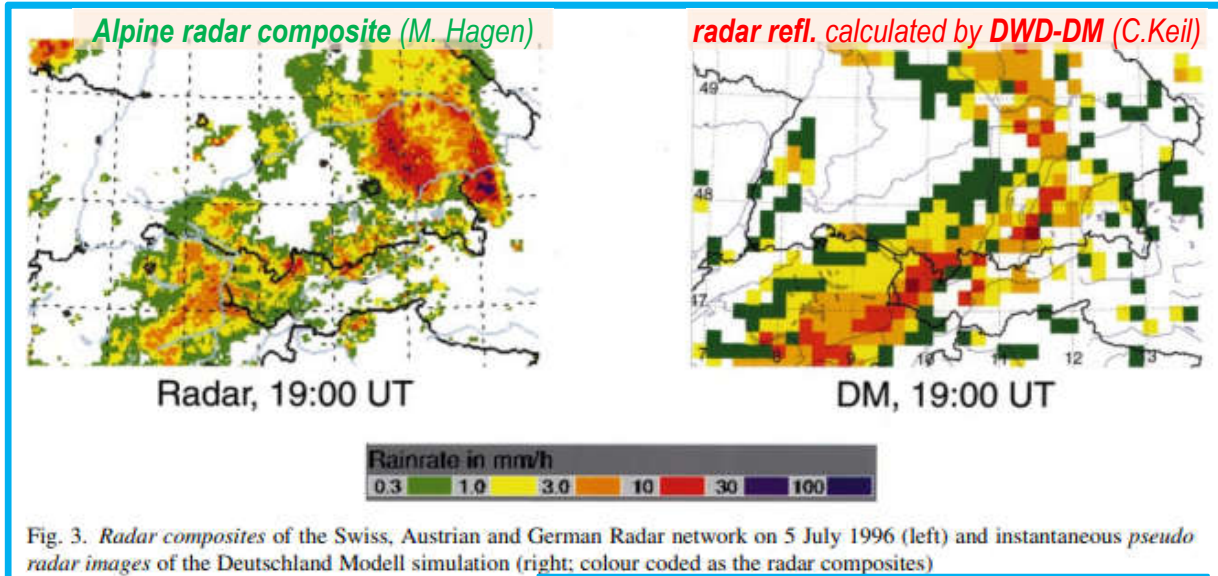 Alpine radar composite (M. Hagen)
radar refl. calculated by DWD-DM (C.Keil)
49
48
47
7 8 9 10 11 12 3
Radar, 19:00 UT
DM, 19:00 UT
Rainrate in mm/h
0.3 1.0 3.0 10 30 100
Fig. 3. Radar composites of the Swiss, Austrian and German Radar network on 5 July 1996 (left) and instantaneous pseudo
radar images of the Deutschland Modell simulation (right; colour coded as the radar composites)